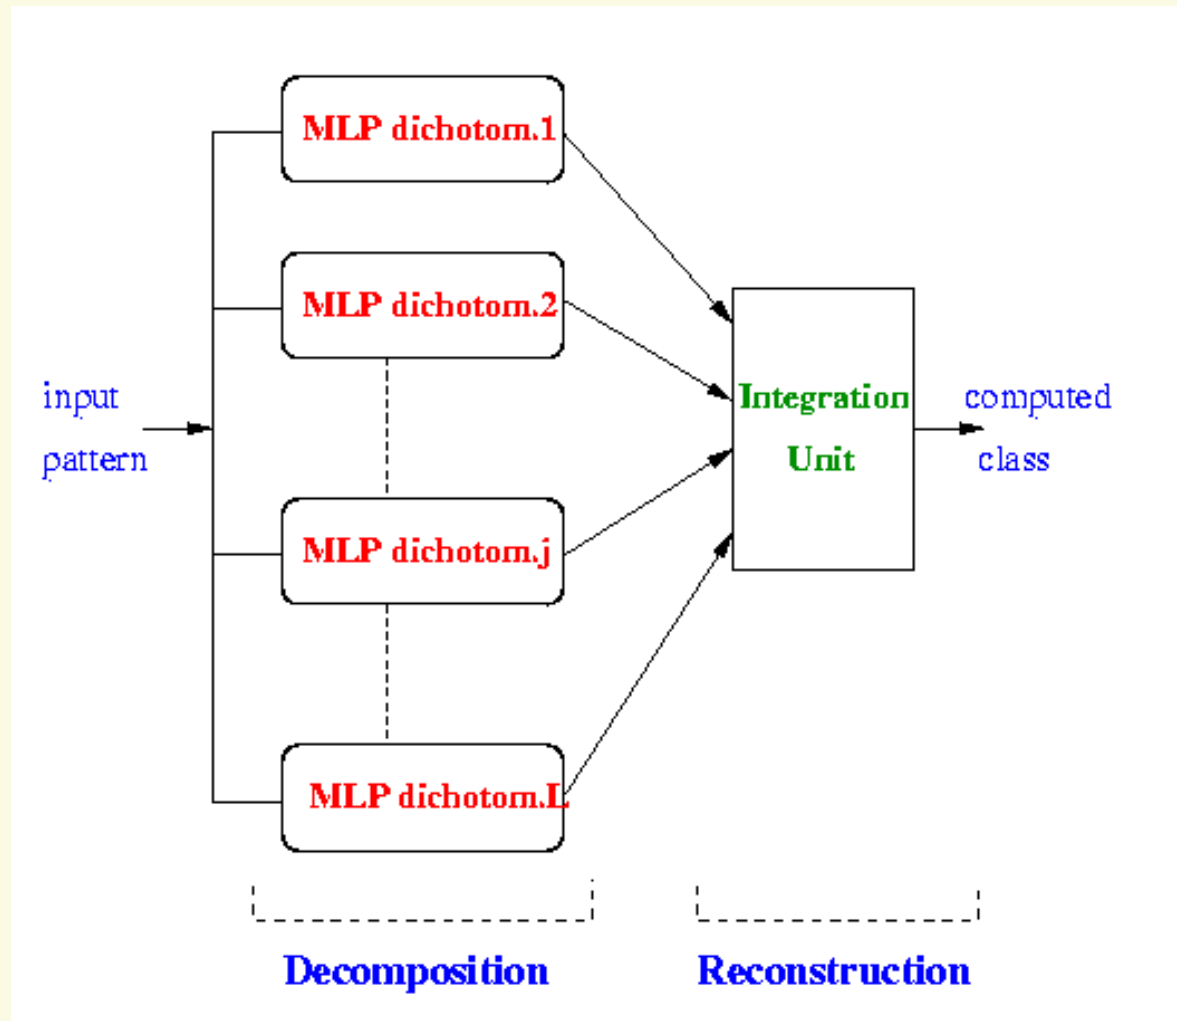 MLP dichotom.1
MLP dichotom.2
input
pattern
MLP dichotom.j
MLP dichotom.L
Integration
Unit
computed
class
Decomposition
Reconstruction